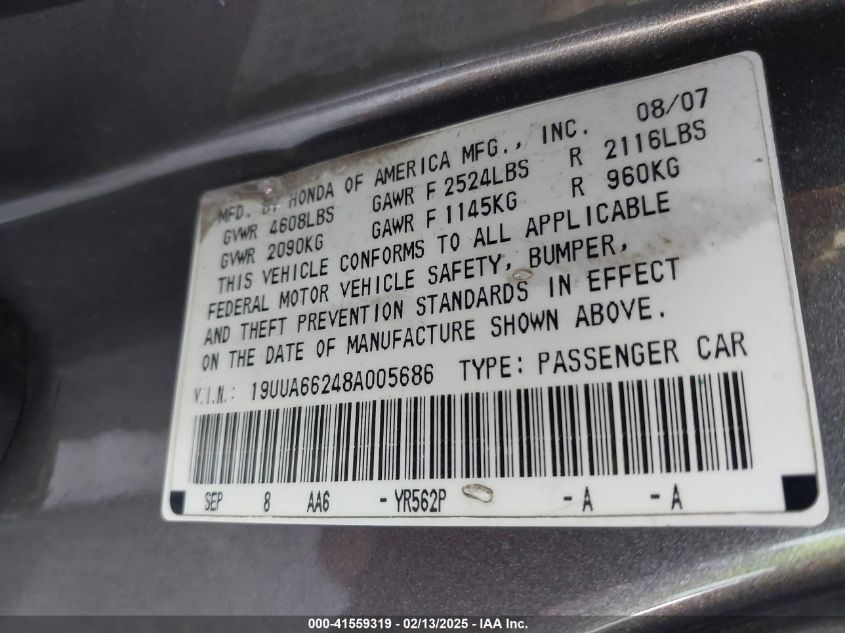 MFD. BY HONDA OF AMERICA MFG., INC. 08/07
GVWR 4608LBS GAWR F 2524LBS R 2116LBS
GVWR 2090KG GAWR F 1145KG R 960KG
THIS VEHICLE CONFORMS TO ALL APPLICABLE
FEDERAL MOTOR VEHICLE SAFETY, BUMPER,
AND THEFT PREVENTION STANDARDS IN EFFECT
ON THE DATE OF MANUFACTURE SHOWN ABOVE.
V.I.N.: 19UUA66248A005686 TYPE: PASSENGER CAR
SEP 8 AA6 -YR562P -A -A
000-41559319 - 02/13/2025 - IAA Inc.